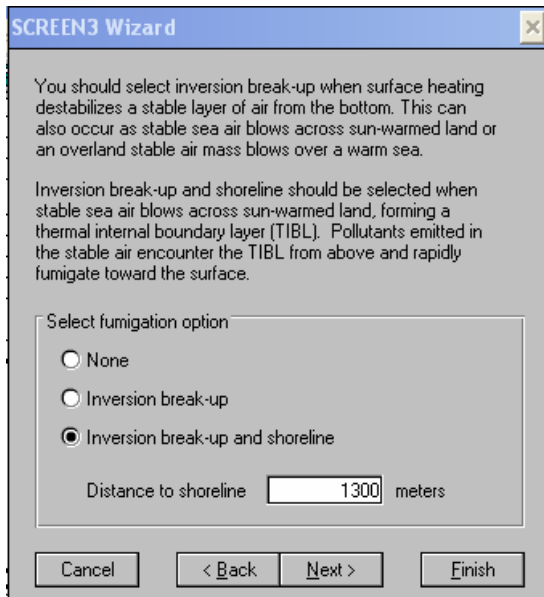 SCREEN3 Wizard
You should select inversion break-up when surface heating
destabilizes a stable layer of air from the bottom. This can
also occur as stable sea air blows across sun-warmed land or
an overland stable air mass blows over a warm sea.
Inversion break-up and shoreline should be selected when
stable sea air blows across sun-warmed land, forming a
thermal internal boundary layer (TIBL). Pollutants emitted in
the stable air encounter the TIBL from above and rapidly
fumigate toward the surface.
Select fumigation option
None
Inversion break-up
Inversion break-up and shoreline
Distance to shoreline 1300 meters
Cancel < Back Next > Finish